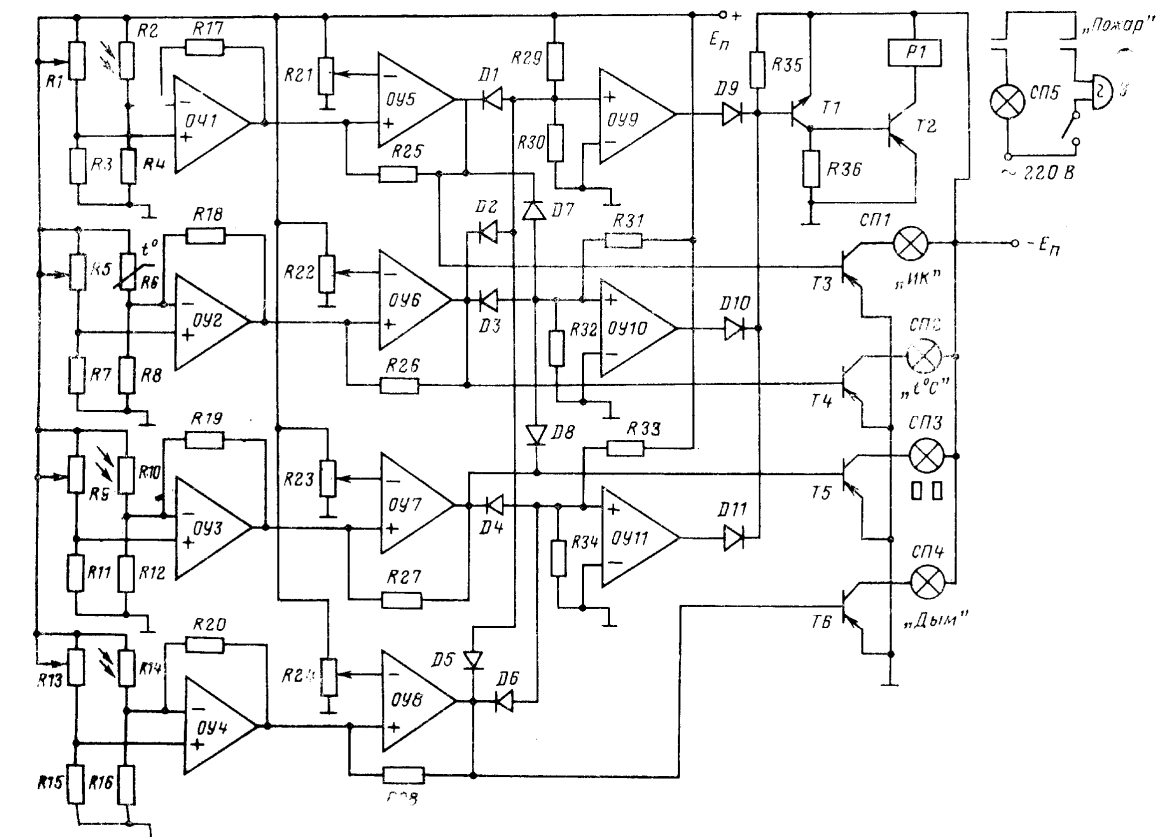 R1
R2
R17
R3
R4
ОУ1
R21
ОУ5
R25
D1
R29
R30
ОУ9
+
Eп
D9
R35
T1
R36
T2
P1
СП5
„Пожар"
~ 220 В
R5
t°
R6
R18
R7
R8
ОУ2
R22
ОУ6
R26
D2
D3
D7
R31
R32
ОУ10
D10
T3
СП1
„ИК"
- Eп
T4
„t°C"
R9
R10
R19
R11
R12
ОУ3
R23
ОУ7
R27
D4
D8
R33
R34
ОУ11
D11
T5
СП3
R13
R14
R20
R15
R16
ОУ4
ОУ8
D5
D6
T6
СП4
„Дым"